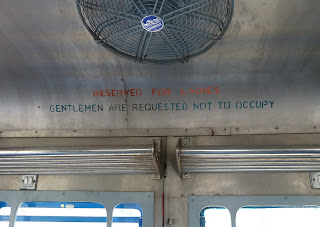 RESERVED FOR LADIES
GENTLEMEN ARE REQUESTED NOT TO OCCUPY